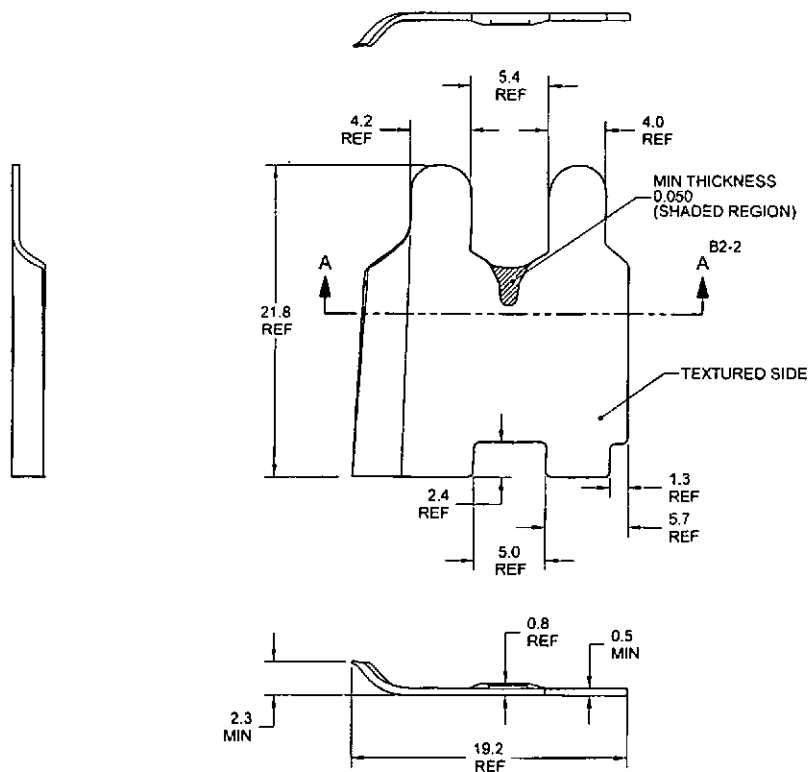 5.4
REF
4.2
REF
4.0
REF
MIN THICKNESS
0.050
(SHADED REGION)
B2-2
A
A
21.8
REF
TEXTURED SIDE
2.4
REF
1.3
REF
5.7
REF
5.0
REF
0.8
REF
0.5
MIN
2.3
MIN
19.2
REF